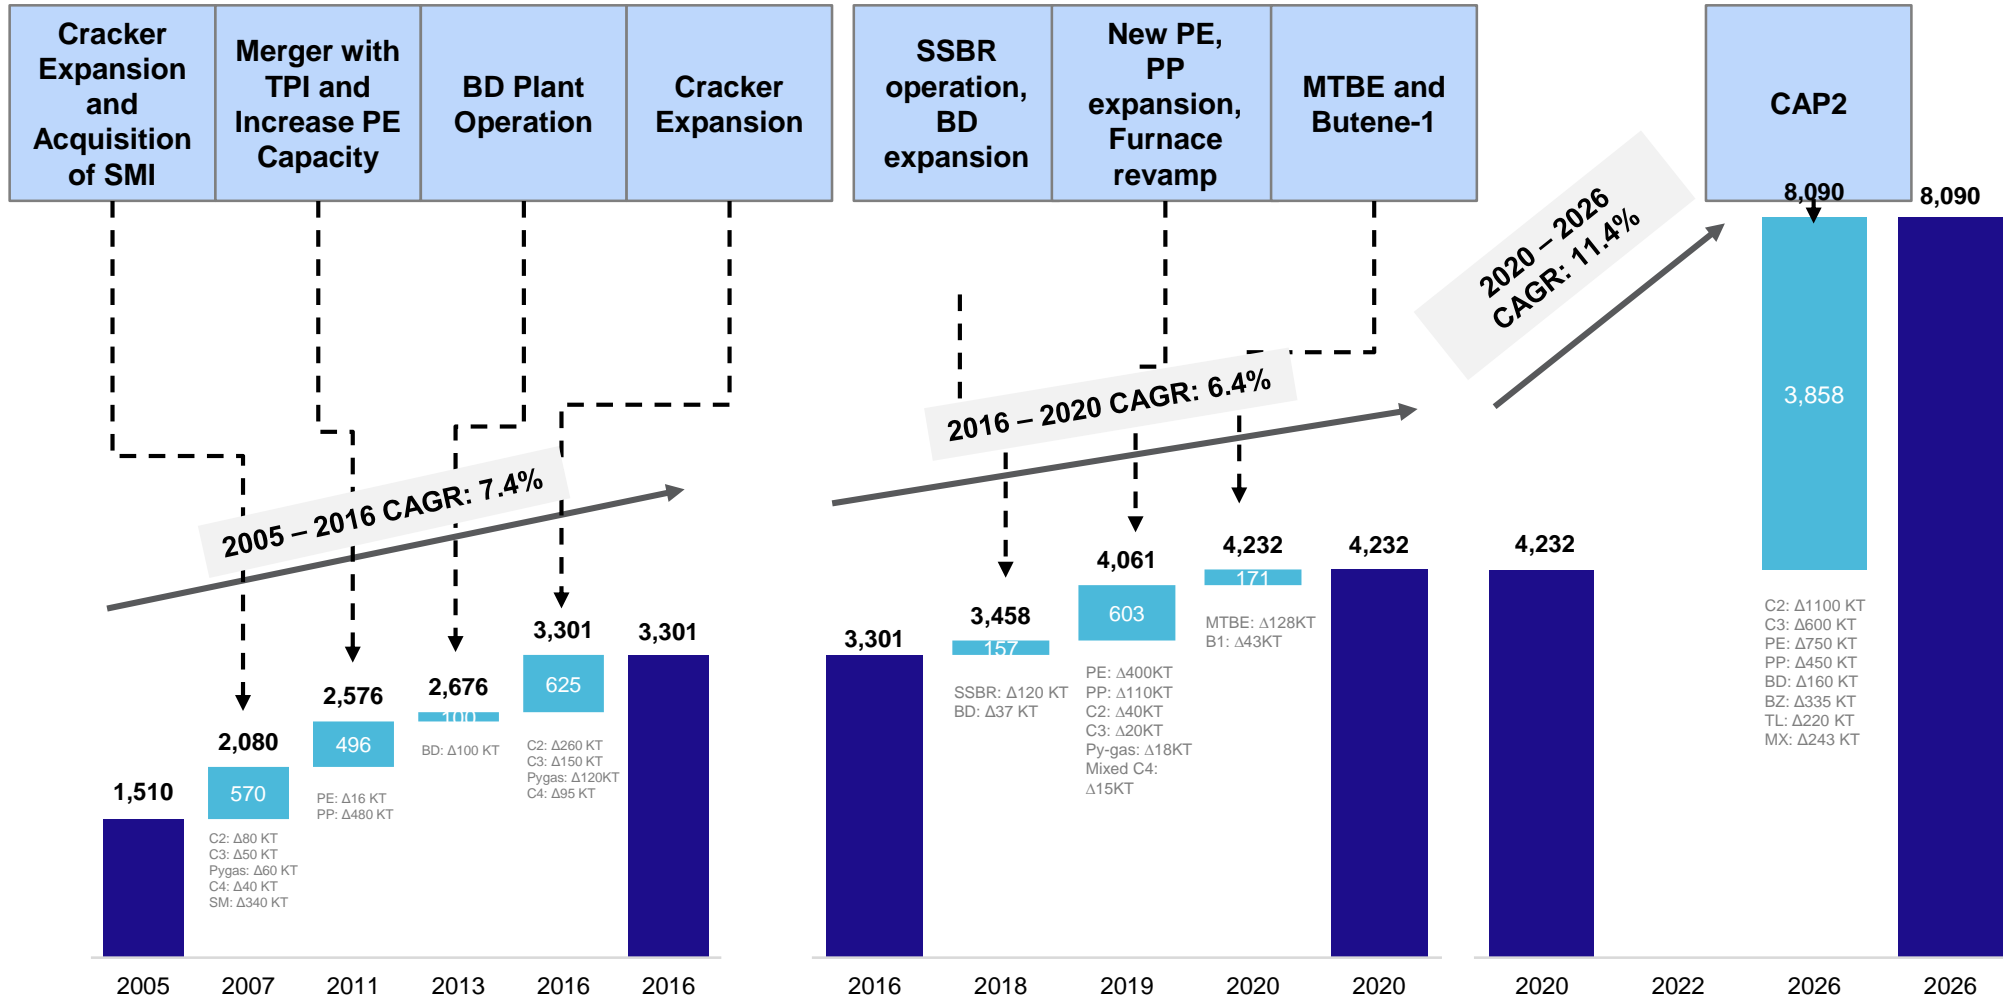 Cracker
Expansion
and
Acquisition
of SMI
Merger with
TPI and
Increase PE
Capacity
BD Plant
Operation
Cracker
Expansion
SSBR
operation,
BD
expansion
New PE,
PP
expansion,
Furnace
revamp
MTBE and
Butene-1
CAP2
2005 – 2016 CAGR: 7.4%
1,510
2,080
570
C2: Δ80 KT
C3: Δ50 KT
Pygas: Δ60 KT
C4: Δ40 KT
SM: Δ340 KT
2,576
496
PE: Δ16 KT
PP: Δ480 KT
2,676
100
BD: Δ100 KT
3,301
625
C2: Δ260 KT
C3: Δ150 KT
Pygas: Δ120KT
C4: Δ95 KT
3,301
2005
2007
2011
2013
2016
2016
2016 – 2020 CAGR: 6.4%
3,301
3,458
157
SSBR: Δ120 KT
BD: Δ37 KT
4,061
603
PE: Δ400KT
PP: Δ110KT
C2: Δ40KT
C3: Δ20KT
Py-gas: Δ18KT
Mixed C4:
Δ15KT
4,232
171
MTBE: Δ128KT
B1: Δ43KT
4,232
2016
2018
2019
2020
2020
2020 – 2026
CAGR: 11.4%
4,232
8,090
3,858
C2: Δ1100 KT
C3: Δ600 KT
PE: Δ750 KT
PP: Δ450 KT
BD: Δ160 KT
BZ: Δ335 KT
TL: Δ220 KT
MX: Δ243 KT
8,090
2020
2022
2026
2026